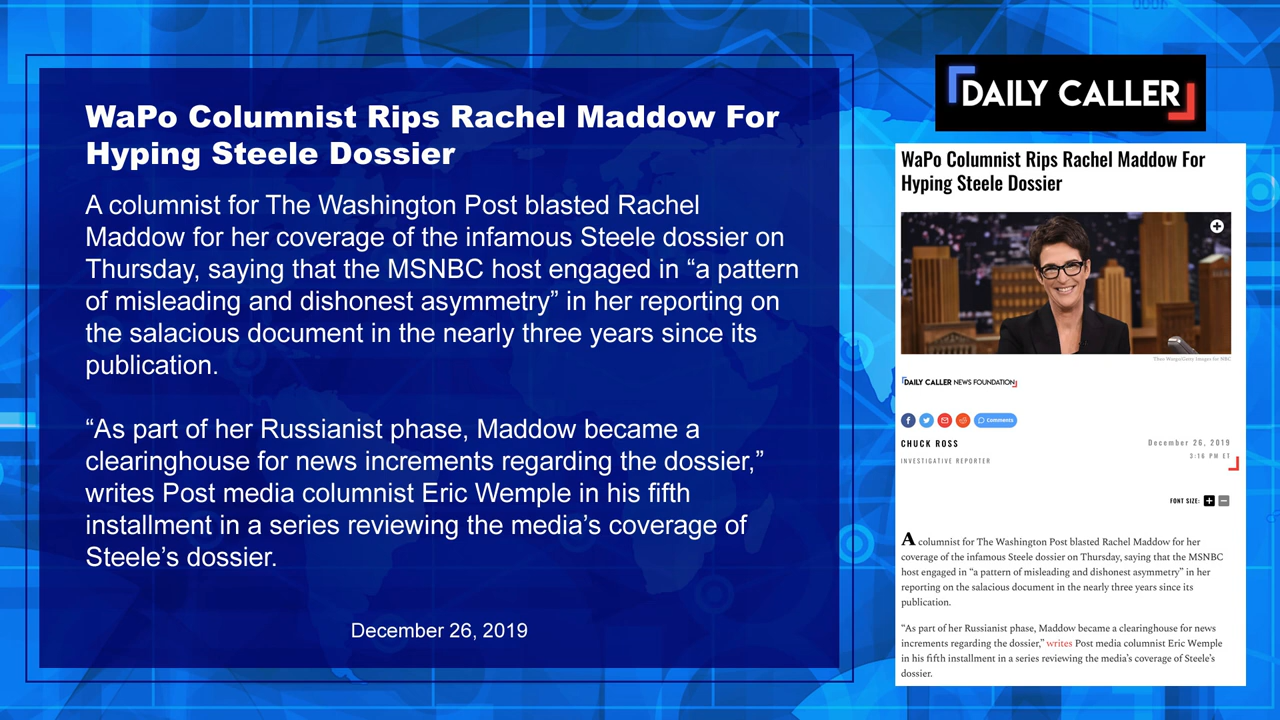 WaPo Columnist Rips Rachel Maddow For
Hyping Steele Dossier
A columnist for The Washington Post blasted Rachel
Maddow for her coverage of the infamous Steele dossier on
Thursday, saying that the MSNBC host engaged in “a pattern
of misleading and dishonest asymmetry” in her reporting on
the salacious document in the nearly three years since its
publication.
“As part of her Russianist phase, Maddow became a
clearinghouse for news increments regarding the dossier,”
writes Post media columnist Eric Wemple in his fifth
installment in a series reviewing the media’s coverage of
Steele’s dossier.
December 26, 2019
DAILY CALLER
WaPo Columnist Rips Rachel Maddow For
Hyping Steele Dossier
DAILY CALLER NEWS FOUNDATION
Comments
CHUCK ROSS
December 26, 2019
INVESTIGATIVE REPORTER
3:16 PM ET
FONT SIZE:
A columnist for The Washington Post blasted Rachel Maddow for her
coverage of the infamous Steele dossier on Thursday, saying that the MSNBC
host engaged in “a pattern of misleading and dishonest asymmetry” in her
reporting on the salacious document in the nearly three years since its
publication.
“As part of her Russianist phase, Maddow became a clearinghouse for news
increments regarding the dossier,” writes Post media columnist Eric Wemple
in his fifth installment in a series reviewing the media’s coverage of Steele’s
dossier.